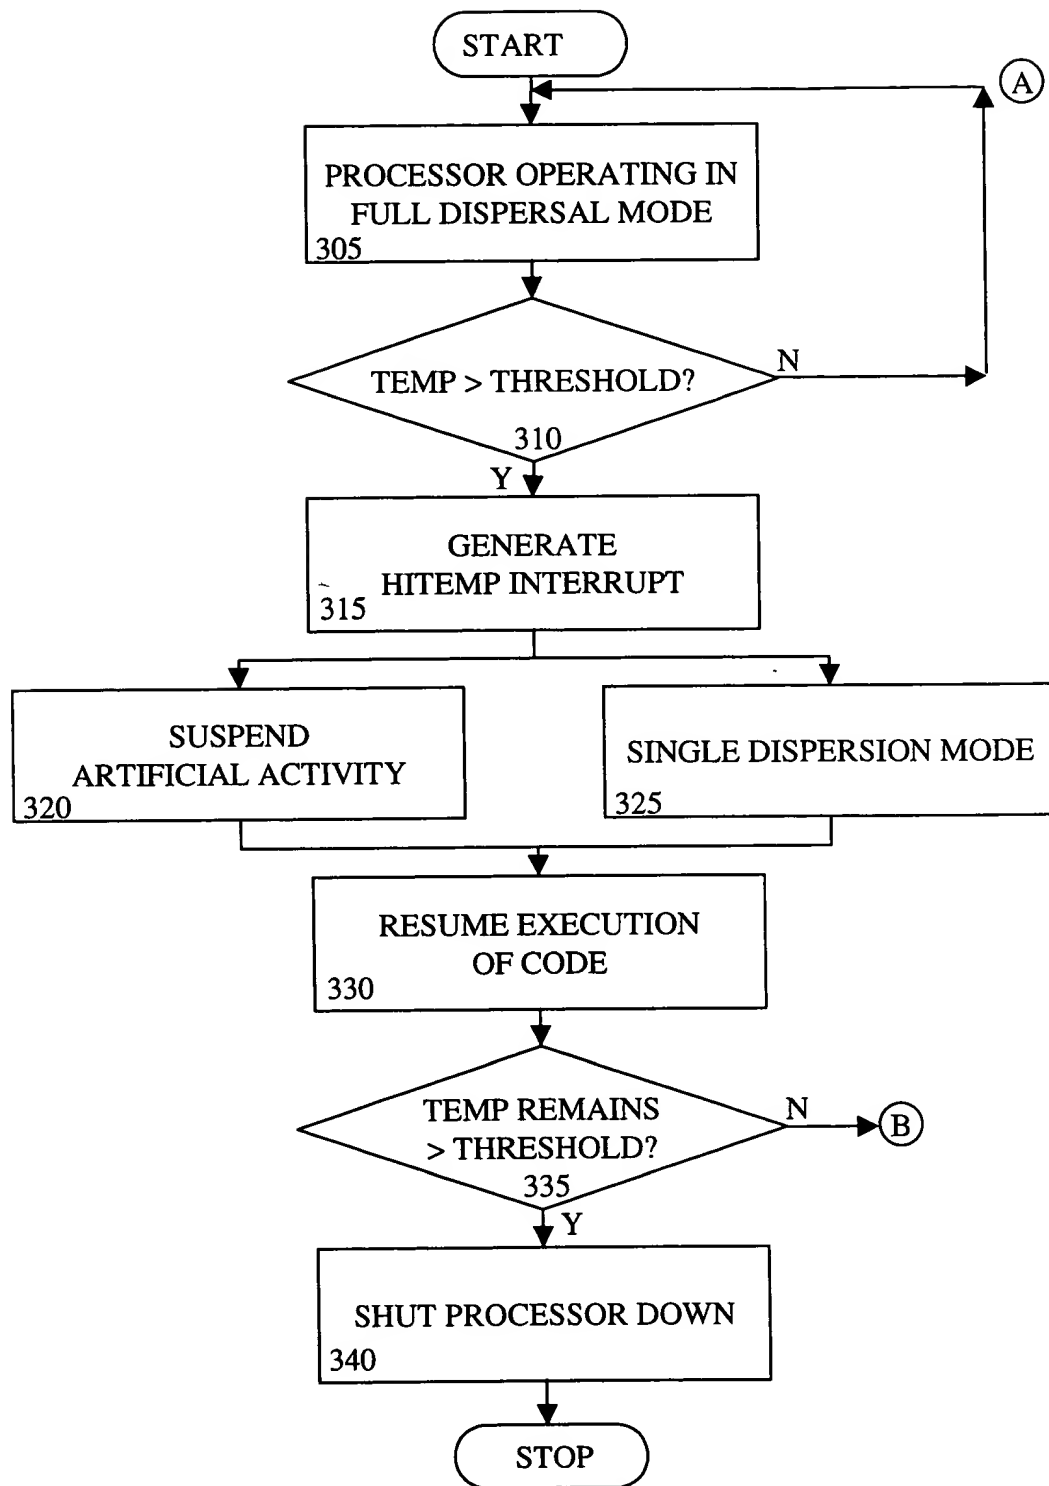 START
A
PROCESSOR OPERATING IN
FULL DISPERSAL MODE
305
TEMP > THRESHOLD?
N
310
Y
GENERATE
HITEMP INTERRUPT
315
SUSPEND
ARTIFICIAL ACTIVITY
320
SINGLE DISPERSION MODE
325
RESUME EXECUTION
OF CODE
330
TEMP REMAINS
> THRESHOLD?
335
N
B
Y
SHUT PROCESSOR DOWN
340
STOP